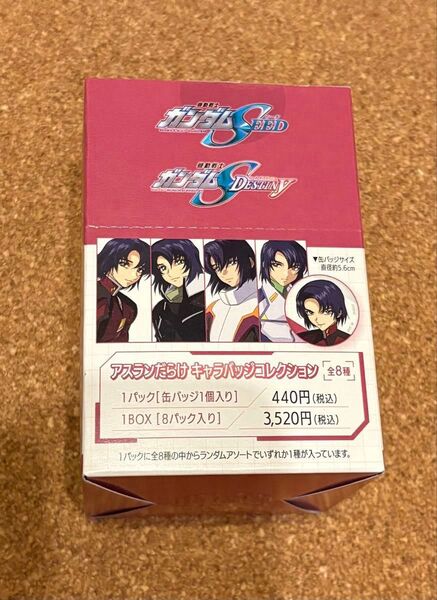 機動戦士
ガンダムSEED
機動戦士
ガンダムSEED DESTINY
▼缶バッジサイズ
直径約5.6cm
アスランだらけ キャラバッジコレクション 全8種
1パック[缶バッジ1個入り] 440円(税込)
1BOX [8パック入り] 3,520円(税込)
1パックに全8種の中からランダムアソートでいずれか1種が入っています。